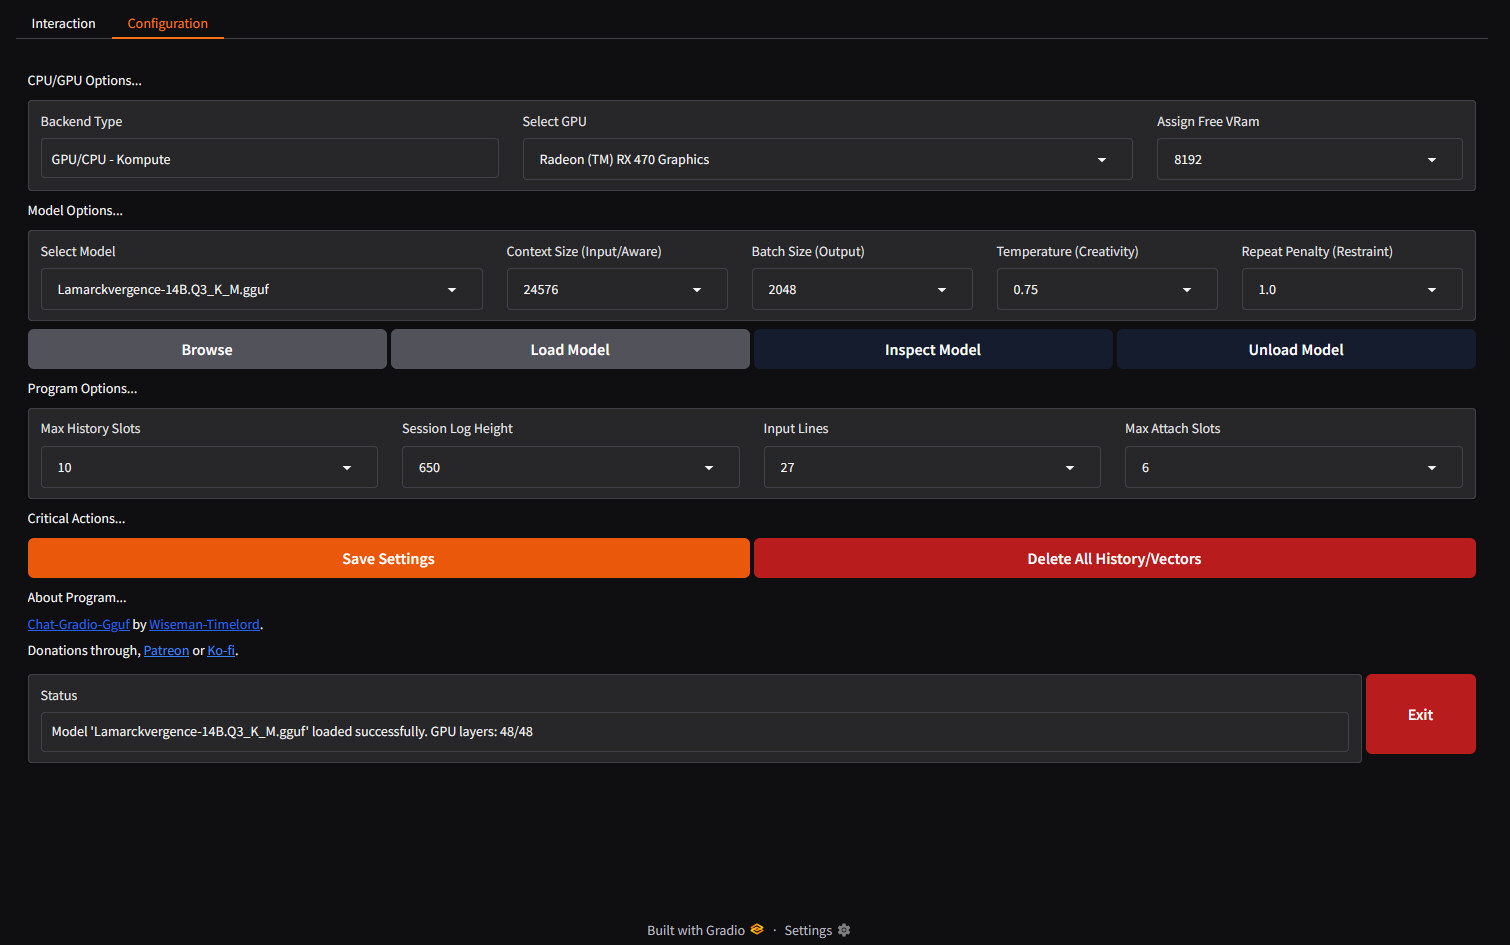 Interaction Configuration
CPU/GPU Options...
Backend Type Select GPU Assign Free VRam
GPU/CPU - Kompute Radeon (TM) RX 470 Graphics 8192
Model Options...
Select Model Context Size (Input/Aware) Batch Size (Output) Temperature (Creativity) Repeat Penalty (Restraint)
Lamarckvergence-14B.Q3_K_M.gguf 24576 2048 0.75 1.0
Browse Load Model Inspect Model Unload Model
Program Options...
Max History Slots Session Log Height Input Lines Max Attach Slots
10 650 27 6
Critical Actions...
Save Settings Delete All History/Vectors
About Program...
Chat-Gradio-Gguf by Wiseman-Timelord.
Donations through, Patreon or Ko-fi.
Status
Model 'Lamarckvergence-14B.Q3_K_M.gguf' loaded successfully. GPU layers: 48/48
Exit
Built with Gradio · Settings